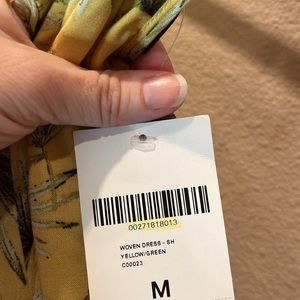 00271818013
WOVEN DRESS - SH
YELLOW/GREEN
C00023
M